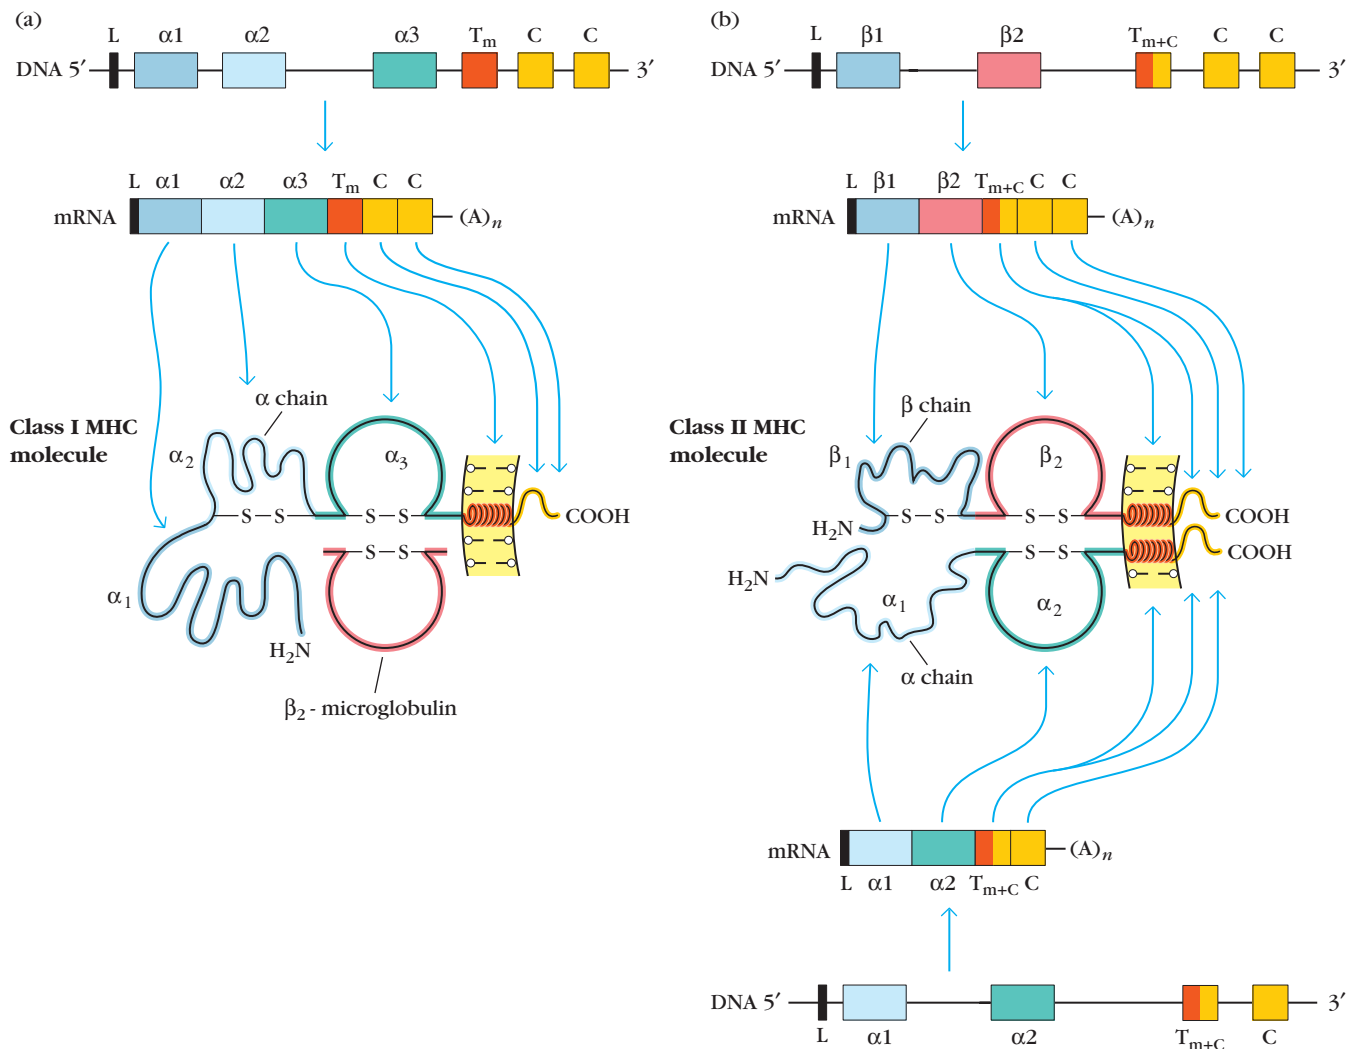 (a)
L α1 α2 α3 Tm C C
DNA 5′ 3′
L α1 α2 α3 Tm C C
mRNA (A)n
Class I MHC
molecule
α chain
α2
α3
S S S S
COOH
S S
α1
H2N
β2 - microglobulin
(b)
L β1 β2 Tm+C C C
DNA 5′ 3′
L β1 β2 Tm+C C C
mRNA (A)n
Class II MHC
molecule
β chain
β1
β2
S S S S
H2N
COOH
S S
COOH
H2N
α1
α2
α chain
mRNA (A)n
L α1 α2 Tm+C C
DNA 5′ 3′
L α1 α2 Tm+C C